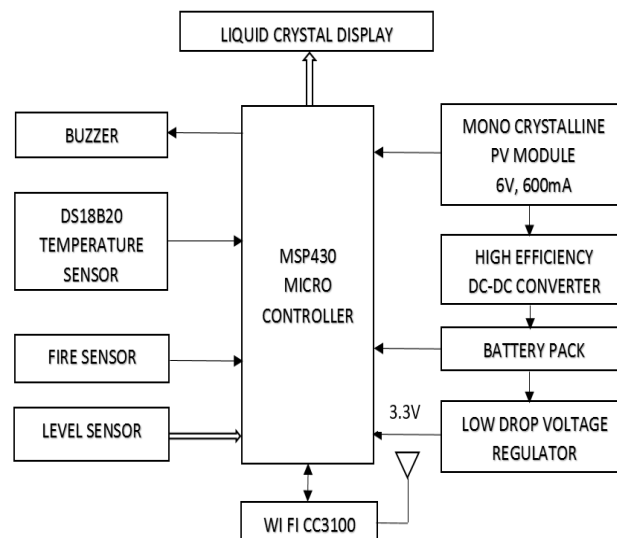 LIQUID CRYSTAL DISPLAY
BUZZER
DS18B20
TEMPERATURE
SENSOR
FIRE SENSOR
LEVEL SENSOR
MSP430
MICRO
CONTROLLER
MONO CRYSTALLINE
PV MODULE
6V, 600mA
HIGH EFFICIENCY
DC-DC CONVERTER
BATTERY PACK
3.3V
LOW DROP VOLTAGE
REGULATOR
WI FI CC3100